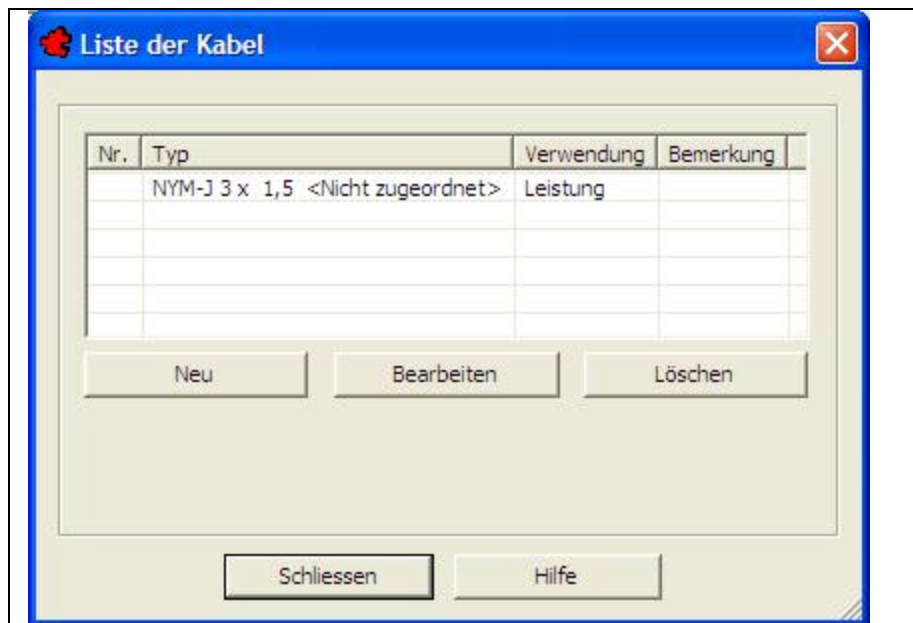 Liste der Kabel
Nr. Typ Verwendung Bemerkung
NYM-J 3 x 1,5 <Nicht zugeordnet> Leistung
Neu Bearbeiten Löschen
Schliessen Hilfe